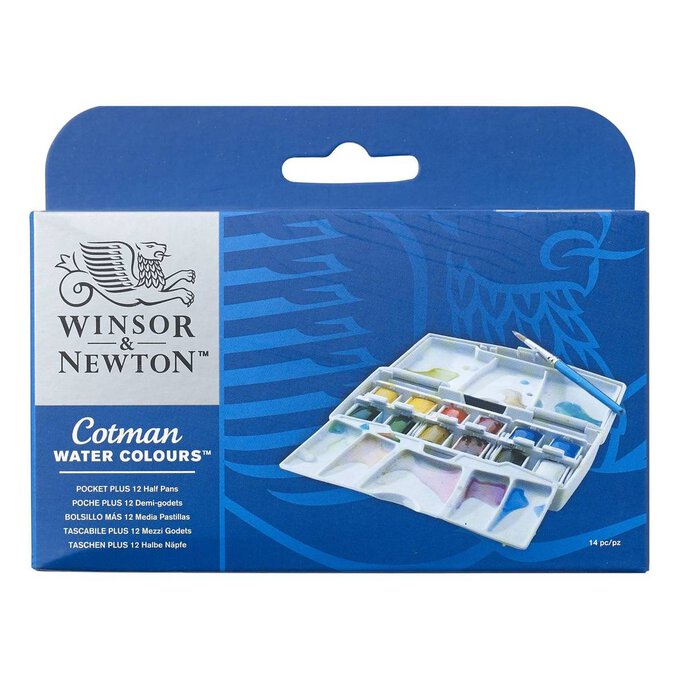 WINSOR
&
NEWTON™
Cotman
WATER COLOURS™
POCKET PLUS 12 Half Pans
POCHE PLUS 12 Demi-godets
BOLSILLO MÁS 12 Media Pastillas
TASCABILE PLUS 12 Mezzi Godets
TASCHEN PLUS 12 Halbe Näpfe
14 pc/pz